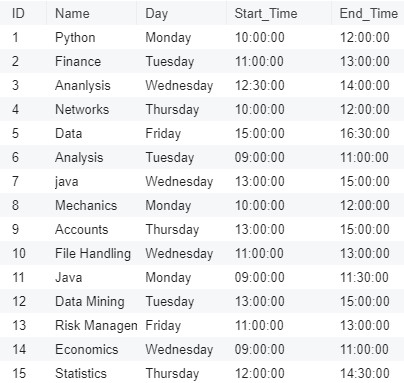 ID Name Day Start_Time End_Time
1 Python Monday 10:00:00 12:00:00
2 Finance Tuesday 11:00:00 13:00:00
3 Ananlysis Wednesday 12:30:00 14:00:00
4 Networks Thursday 10:00:00 12:00:00
5 Data Friday 15:00:00 16:30:00
6 Analysis Tuesday 09:00:00 11:00:00
7 java Wednesday 13:00:00 15:00:00
8 Mechanics Monday 10:00:00 12:00:00
9 Accounts Thursday 13:00:00 15:00:00
10 File Handling Wednesday 11:00:00 13:00:00
11 Java Monday 09:00:00 11:30:00
12 Data Mining Tuesday 13:00:00 15:00:00
13 Risk Managen Friday 11:00:00 13:00:00
14 Economics Wednesday 09:00:00 11:00:00
15 Statistics Thursday 12:00:00 14:30:00